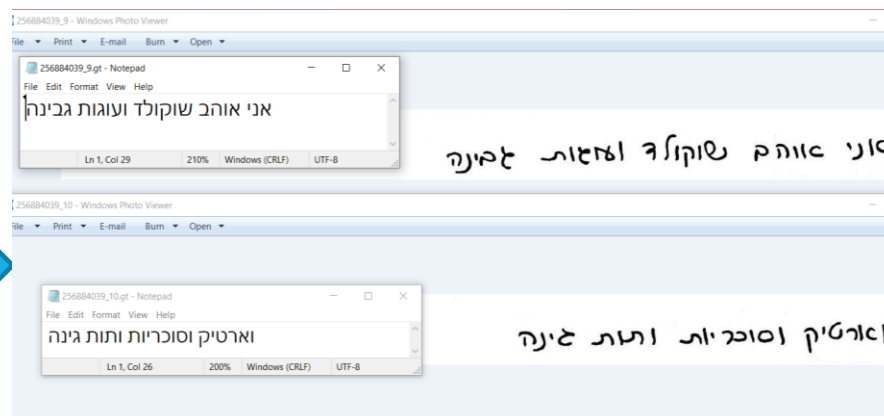 256884039_9 - Windows Photo Viewer
File Print E-mail Burn Open
256884039_9.gt - Notepad
File Edit Format View Help
אני אוהב שוקולד ועוגות גבינה
Ln 1, Col 29 210% Windows (CRLF) UTF-8
אני אווהב שוקולד ועוגות גבינה
256884039_10 - Windows Photo Viewer
File Print E-mail Burn Open
256884039_10.gt - Notepad
File Edit Format View Help
וארטיק וסוכריות ותות גינה
Ln 1, Col 26 200% Windows (CRLF) UTF-8
וארטיק וסוכריות ותות גינה